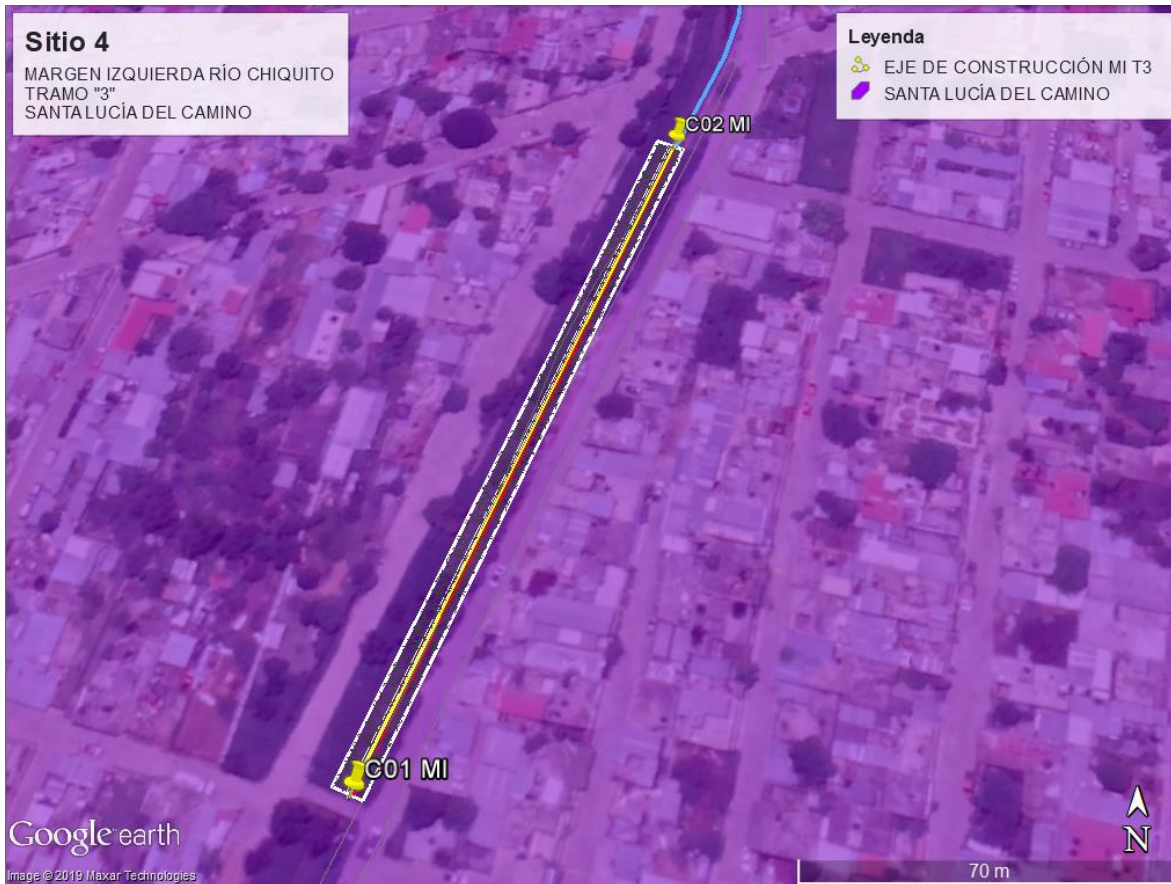 Sitio 4
MARGEN IZQUIERDA RÍO CHIQUITO
TRAMO "3"
SANTA LUCÍA DEL CAMINO
Leyenda
EJE DE CONSTRUCCIÓN MI T3
SANTA LUCÍA DEL CAMINO
C02 MI
C01 MI
Google earth
Image © 2019 Maxar Technologies
N
70 m